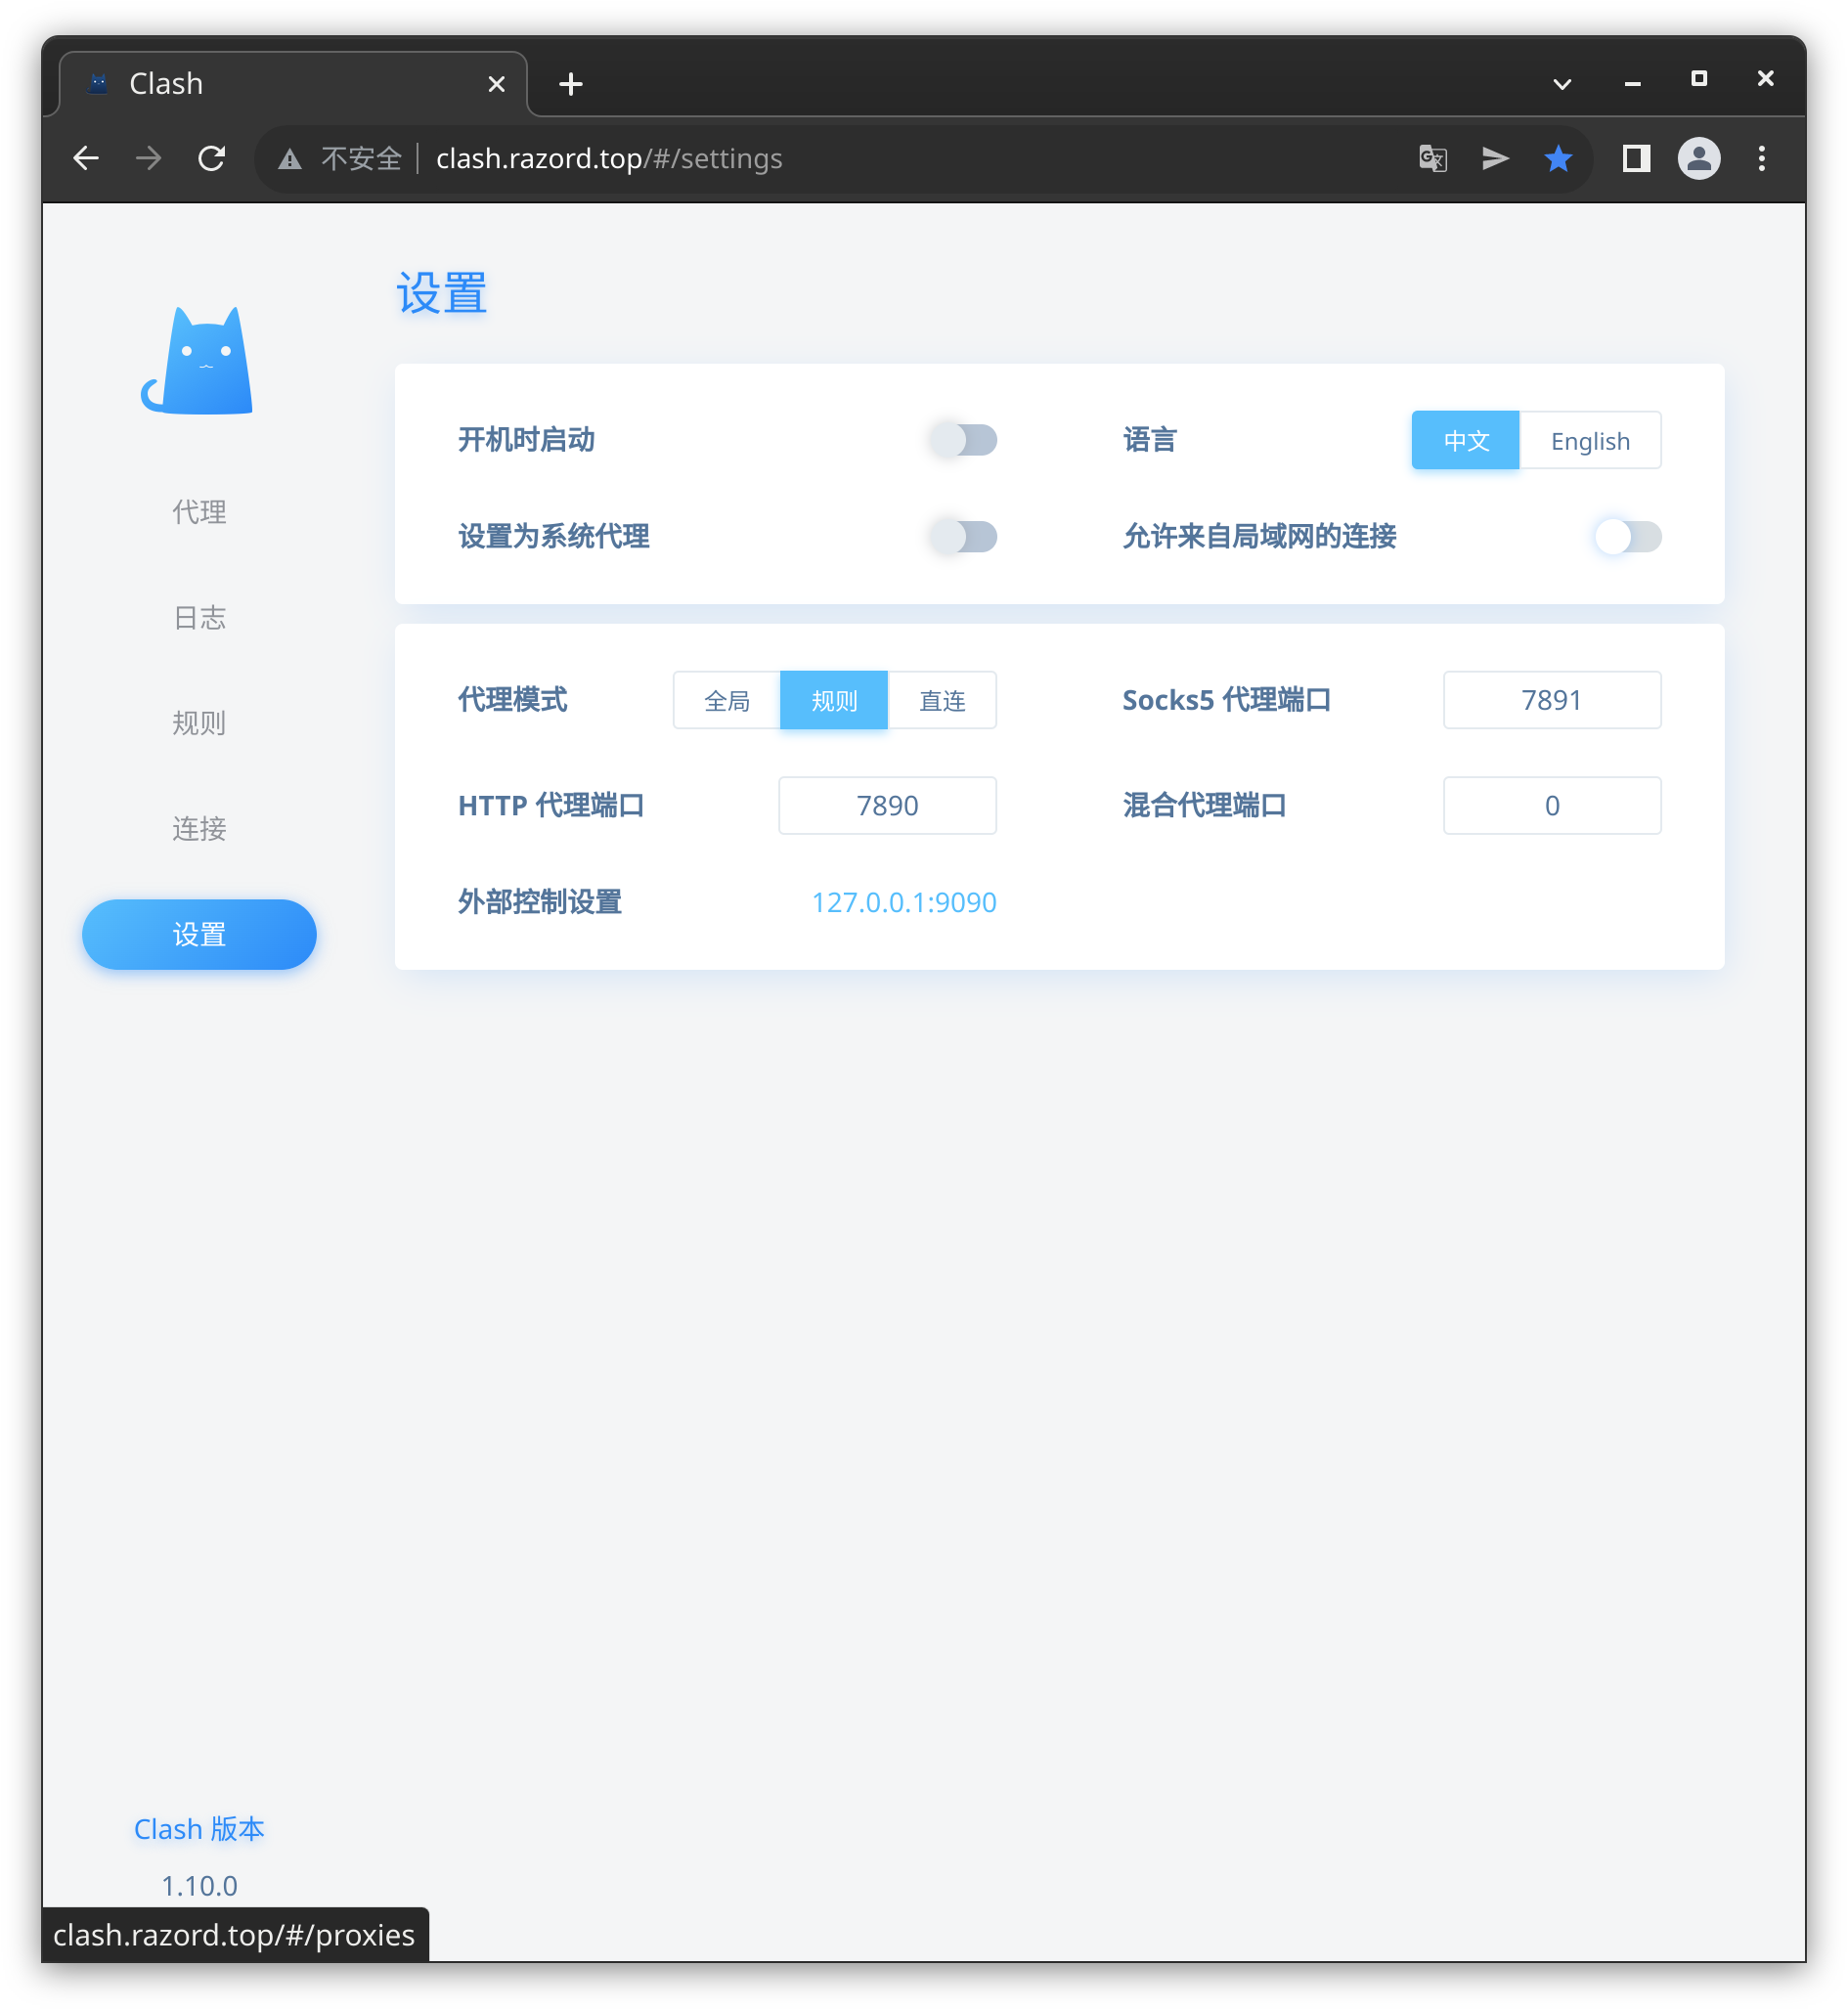 Clash
不安全 clash.razord.top/#/settings
设置
开机时启动
语言 中文 English
设置为系统代理
允许来自局域网的连接
代理模式 全局 规则 直连
Socks5 代理端口 7891
HTTP 代理端口 7890
混合代理端口 0
外部控制设置 127.0.0.1:9090
代理
日志
规则
连接
设置
Clash 版本
1.10.0
clash.razord.top/#/proxies